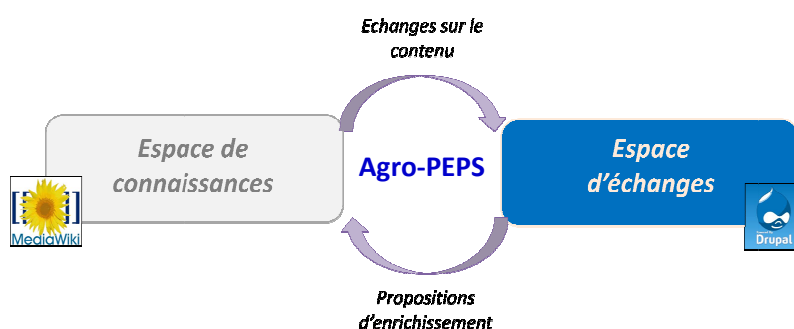 Echanges sur le
contenu
Espace de
connaissances
Agro-PEPS
Espace
d'échanges
[[ ]]
MediaWiki
Drupal
Propositions
d'enrichissement